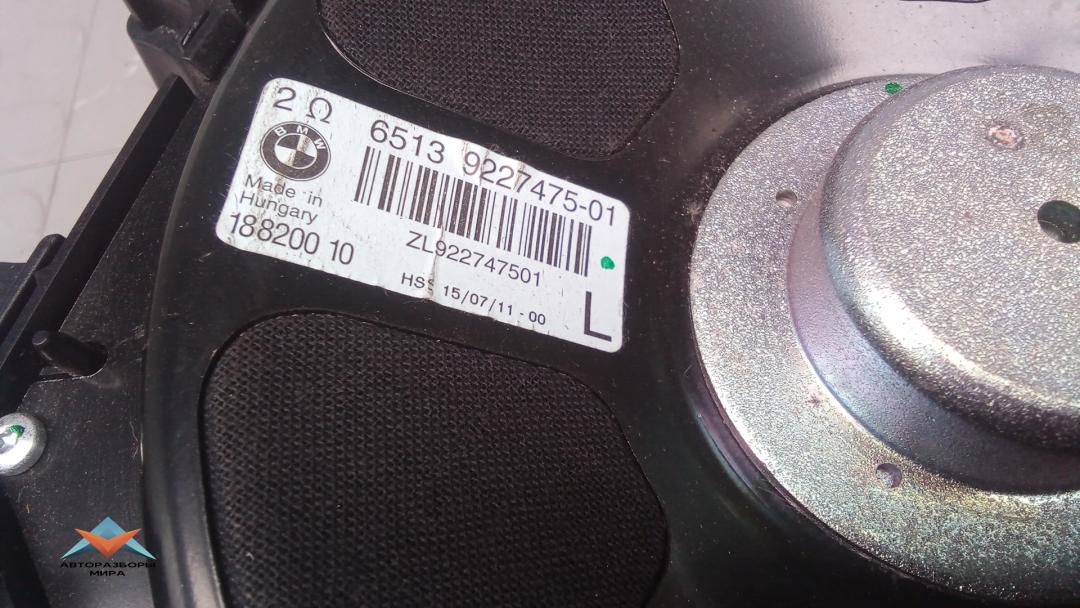 2 Ω
BMW
6513 9227475-01
Made in
Hungary
ZL922747501
188200 10
HSS 15/07/11 - 00
L
АВТОРАЗБОРЫ
МИРА